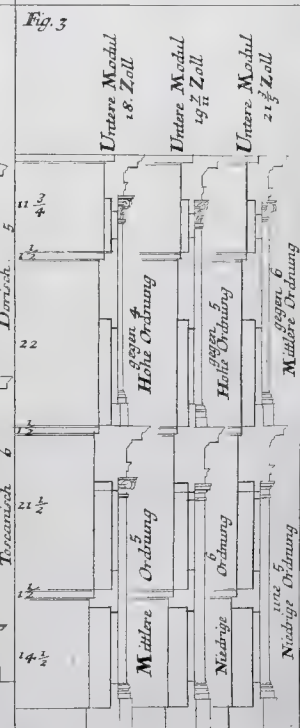 Fig. 3
Untere Modul
18. Zoll
Untere Modul
19 7/11 Zoll
Untere Modul
21 3/5 Zoll
Dorisch 5
11 3/4
1/2
1
22
gegen 4
Hohe Ordnung
gegen 5
Hohe Ordnung
gegen 6
Mittlere Ordnung
1/2
1
Toscanisch 6
21 1/2
1 1/2
14 1/2
5
Mittlere Ordnung
6
Niedrige Ordnung
5
Niedrige Ordnung